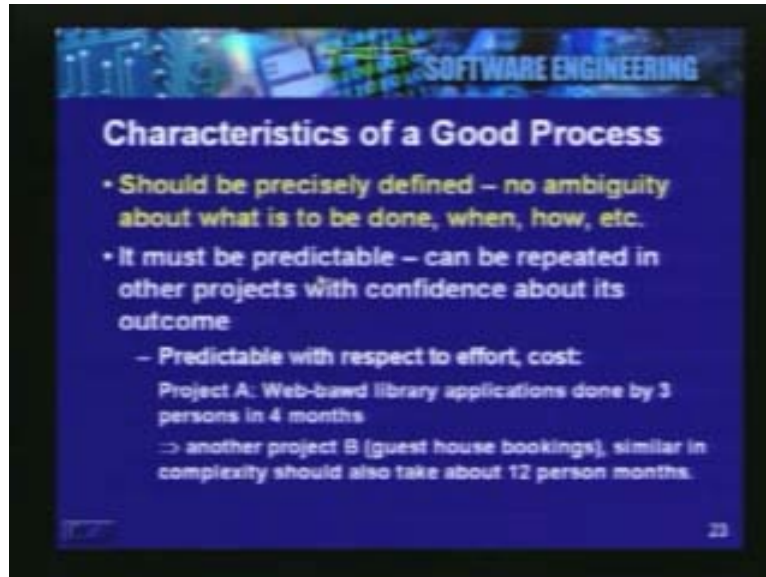 SOFTWARE ENGINEERING
Characteristics of a Good Process
• Should be precisely defined – no ambiguity
about what is to be done, when, how, etc.
• It must be predictable – can be repeated in
other projects with confidence about its
outcome
– Predictable with respect to effort, cost:
Project A: Web-bawd library applications done by 3
persons in 4 months
⇒ another project B (guest house bookings), similar in
complexity should also take about 12 person months.
23